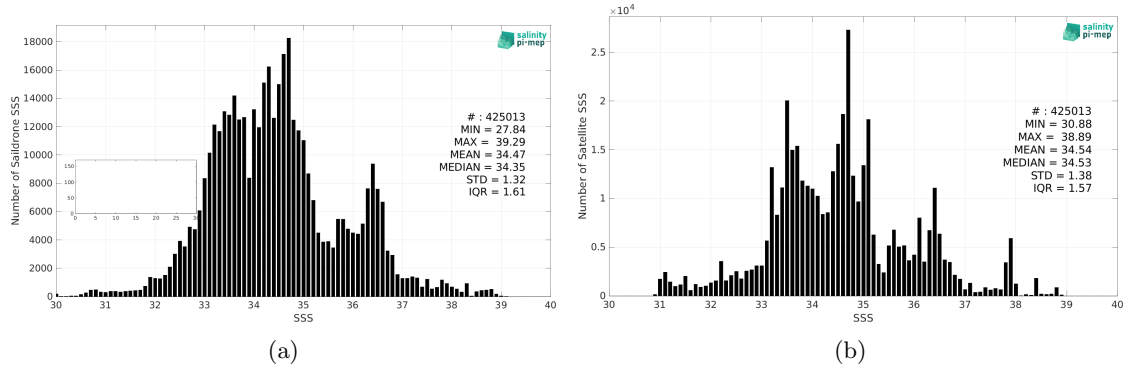 salinity
pi-mep
18000
16000
14000
12000
10000
8000
6000
4000
2000
0
Number of Saildrone SSS
150
100
50
0
0 5 10 15 20 25 30
# : 425013
MIN = 27.84
MAX = 39.29
MEAN = 34.47
MEDIAN = 34.35
STD = 1.32
IQR = 1.61
30 31 32 33 34 35 36 37 38 39 40
SSS
(a)
×10⁴
salinity
pi-mep
2.5
2
1.5
1
0.5
0
Number of Satellite SSS
# : 425013
MIN = 30.88
MAX = 38.89
MEAN = 34.54
MEDIAN = 34.53
STD = 1.38
IQR = 1.57
30 31 32 33 34 35 36 37 38 39 40
SSS
(b)